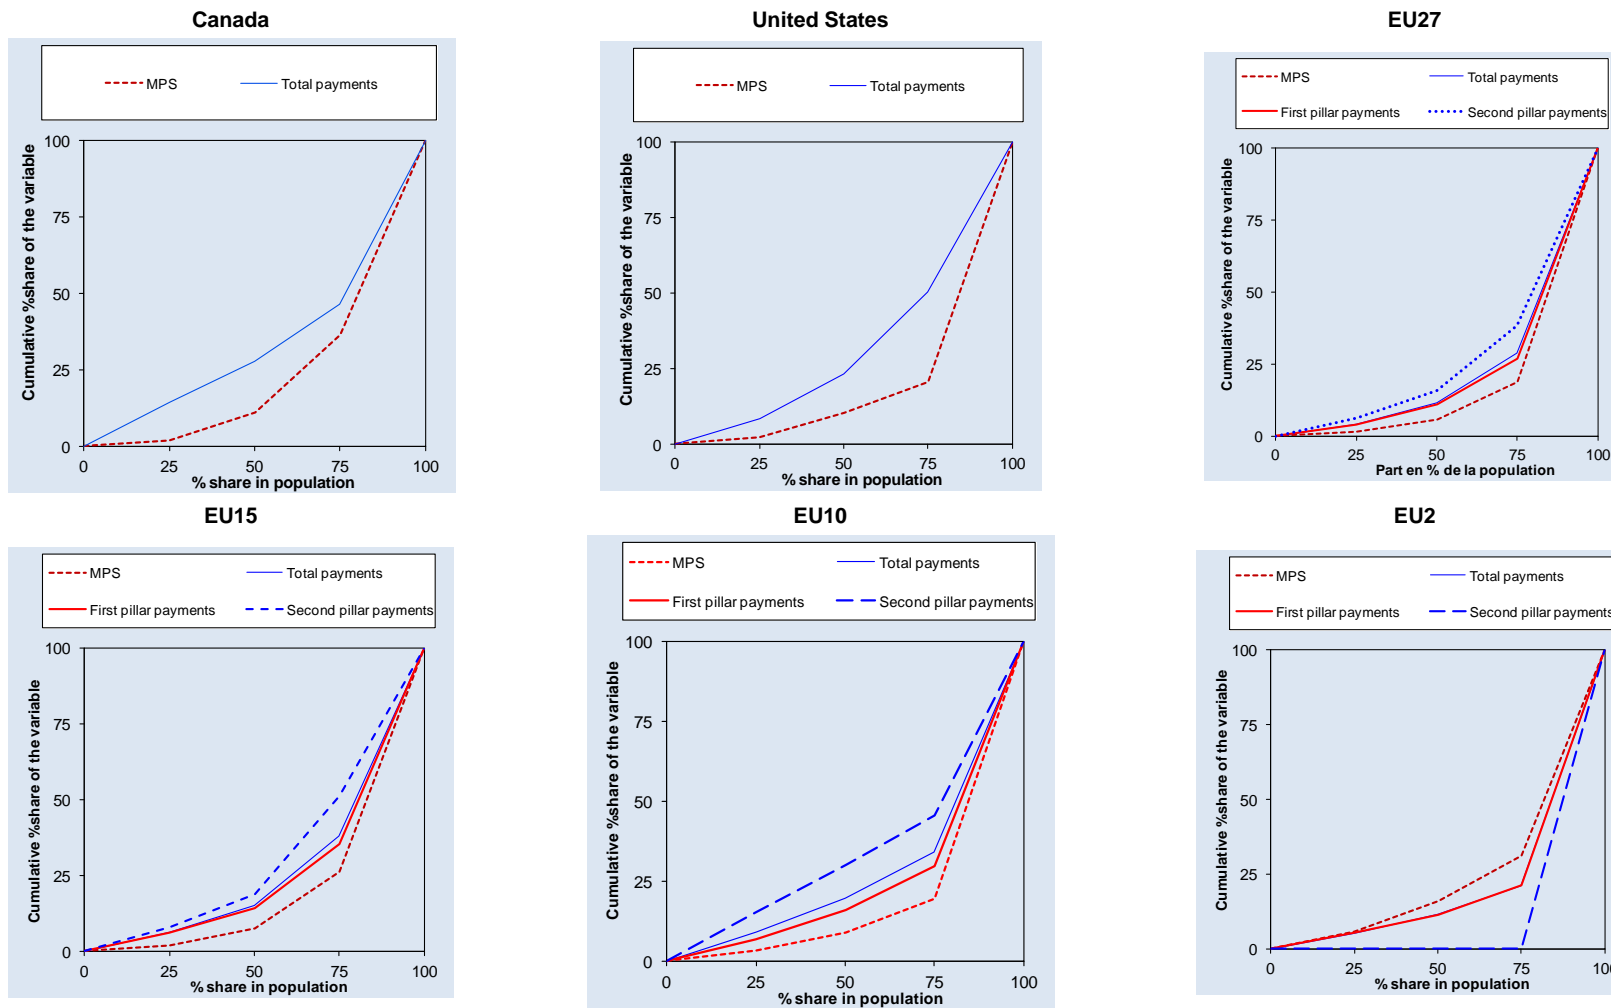 Canada
United States
EU27
MPS
Total payments
MPS
Total payments
MPS
Total payments
First pillar payments
Second pillar payments
Cumulative %share of the variable
100
75
50
25
0
0 25 50 75 100
% share in population
Cumulative %share of the variable
100
75
50
25
0
0 25 50 75 100
% share in population
Cumulative %share of the variable
100
75
50
25
0
0 25 50 75 100
Part en % de la population
EU15
EU10
EU2
MPS
Total payments
First pillar payments
Second pillar payments
MPS
Total payments
First pillar payments
Second pillar payments
MPS
Total payments
First pillar payments
Second pillar payments
Cumulative %share of the variable
100
75
50
25
0
0 25 50 75 100
% share in population
Cumulative %share of the variable
100
75
50
25
0
0 25 50 75 100
% share in population
Cumulative %share of the variable
100
75
50
25
0
0 25 50 75 100
% share in population